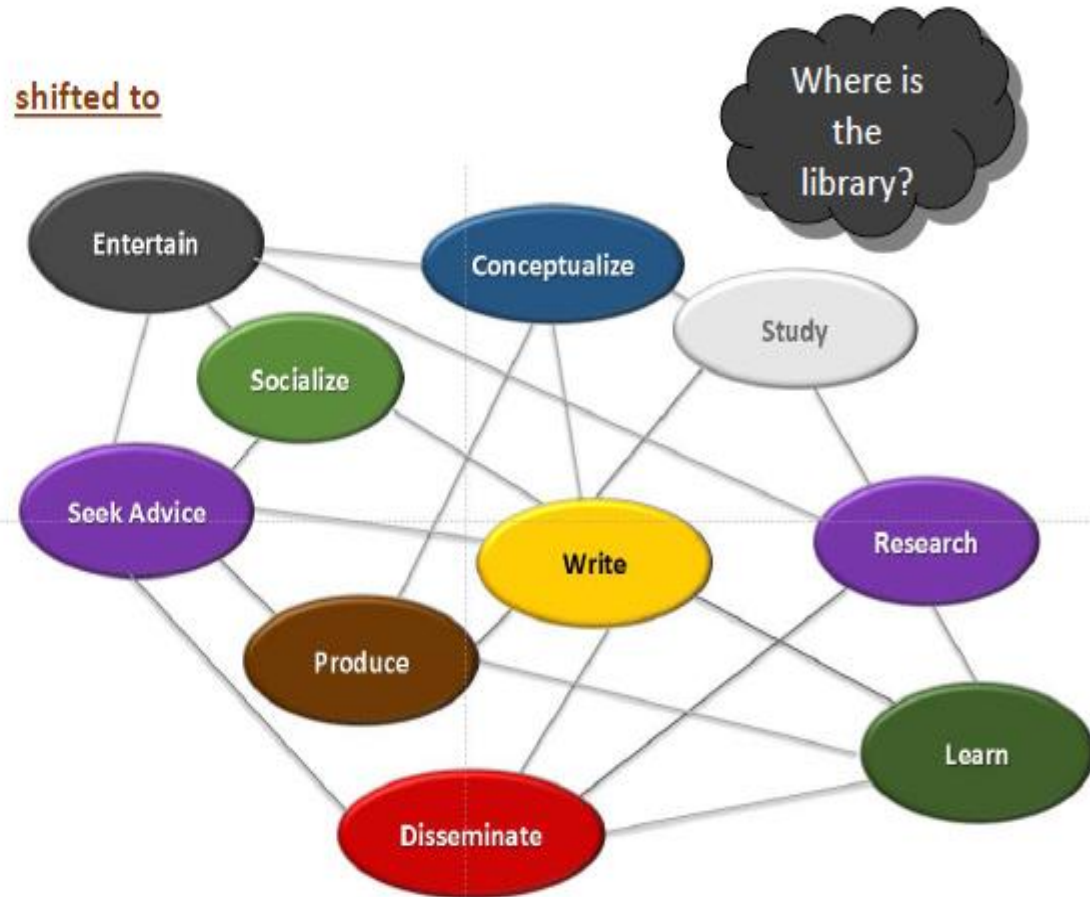 shifted to
Where is
the
library?
Entertain
Conceptualize
Study
Socialize
Seek Advice
Write
Research
Produce
Learn
Disseminate